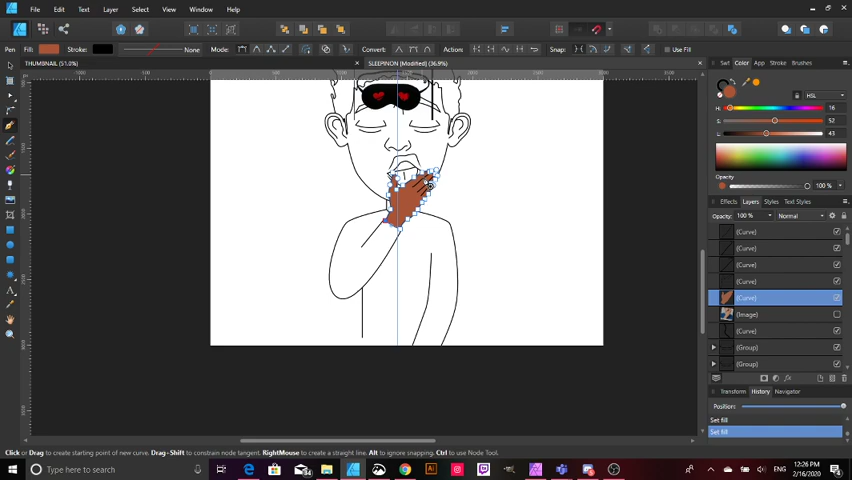 File Edit Text Layer Select Arrange View Window Help
Pen Fill: Stroke: None Mode: Convert: Action: Snap: Use Fill
THUMBNAIL (51.0%) × SLEEPINON (Modified) (36.9%) ×
Swt Color App Stroke Brushes
HSL
H: 16
S: 52
L: 43
Opacity
100 %
Effects Layers Styles Text Styles
Opacity: 100 % Normal
(Curve)
(Curve)
(Curve)
(Curve)
(Curve)
(Image)
(Curve)
(Group)
(Group)
Transform History Navigator
Position:
Set fill
Set fill
Click or Drag to create starting point of new curve. Drag+Shift to constrain node tangent. RightMouse to create a straight line. Alt to ignore snapping. Ctrl to use Node Tool.
Type here to search
ENG 12:26 PM
2/16/2020